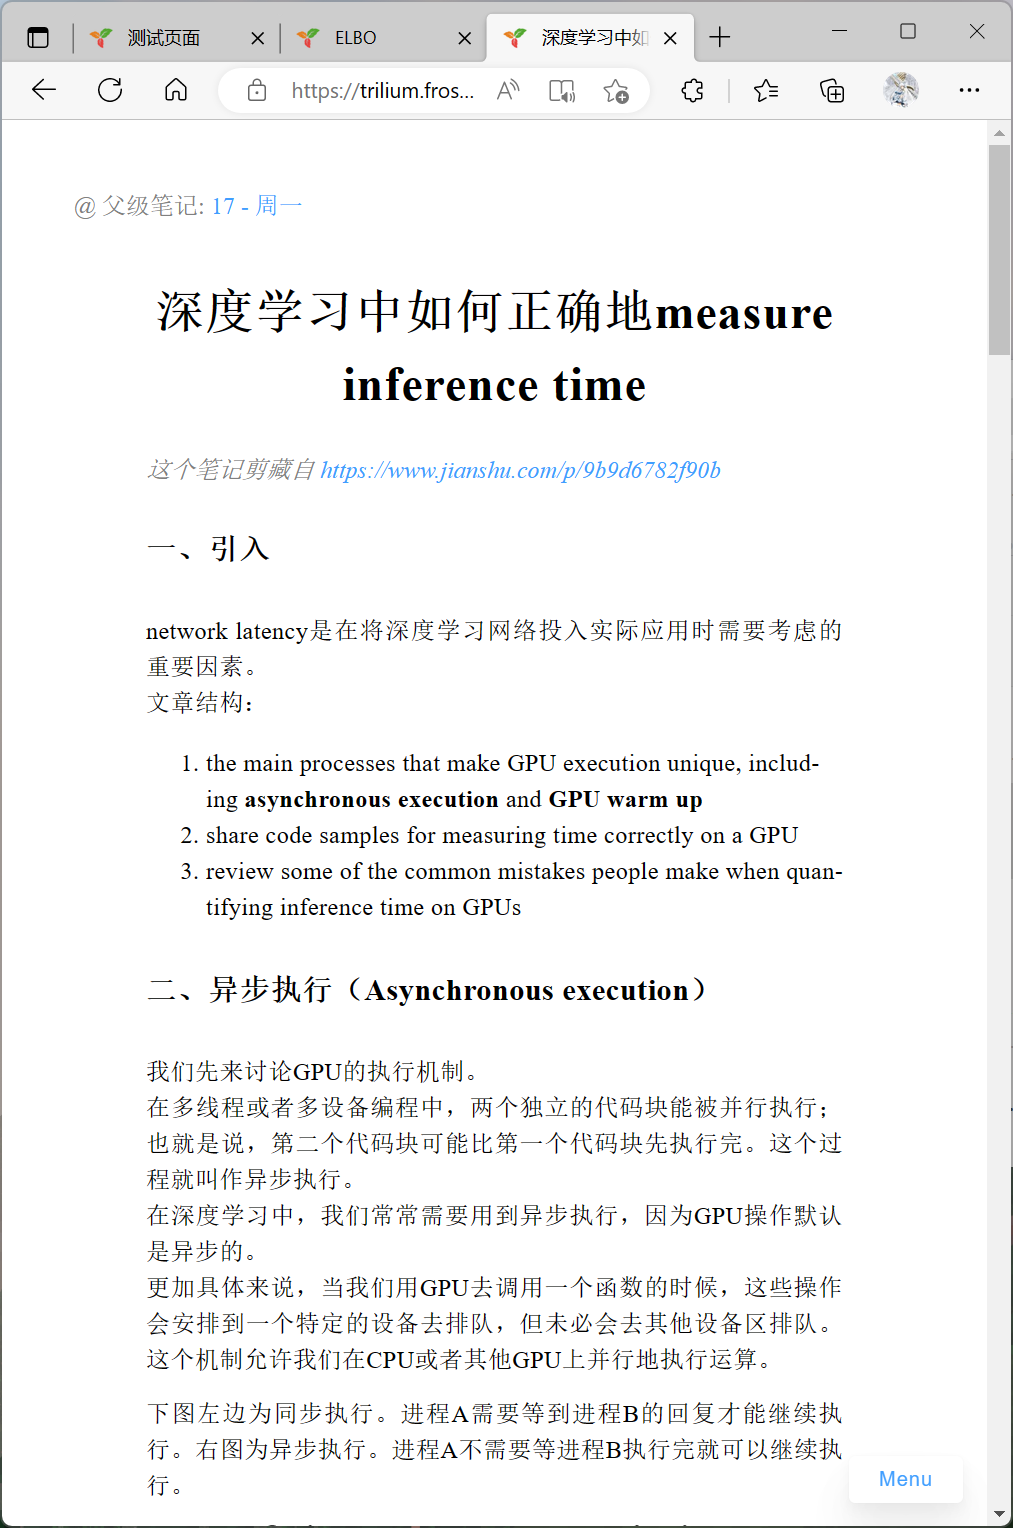 测试页面
ELBO
深度学习中如
https://trilium.fros...
@ 父级笔记: 17 - 周一
深度学习中如何正确地measure
inference time
这个笔记剪藏自 https://www.jianshu.com/p/9b9d6782f90b
一、引入
network latency是在将深度学习网络投入实际应用时需要考虑的
重要因素。
文章结构：
1. the main processes that make GPU execution unique, includ-
ing asynchronous execution and GPU warm up
2. share code samples for measuring time correctly on a GPU
3. review some of the common mistakes people make when quan-
tifying inference time on GPUs
二、异步执行（Asynchronous execution）
我们先来讨论GPU的执行机制。
在多线程或者多设备编程中，两个独立的代码块能被并行执行；
也就是说，第二个代码块可能比第一个代码块先执行完。这个过
程就叫作异步执行。
在深度学习中，我们常常需要用到异步执行，因为GPU操作默认
是异步的。
更加具体来说，当我们用GPU去调用一个函数的时候，这些操作
会安排到一个特定的设备去排队，但未必会去其他设备区排队。
这个机制允许我们在CPU或者其他GPU上并行地执行运算。
下图左边为同步执行。进程A需要等到进程B的回复才能继续执
行。右图为异步执行。进程A不需要等进程B执行完就可以继续执
行。
Menu